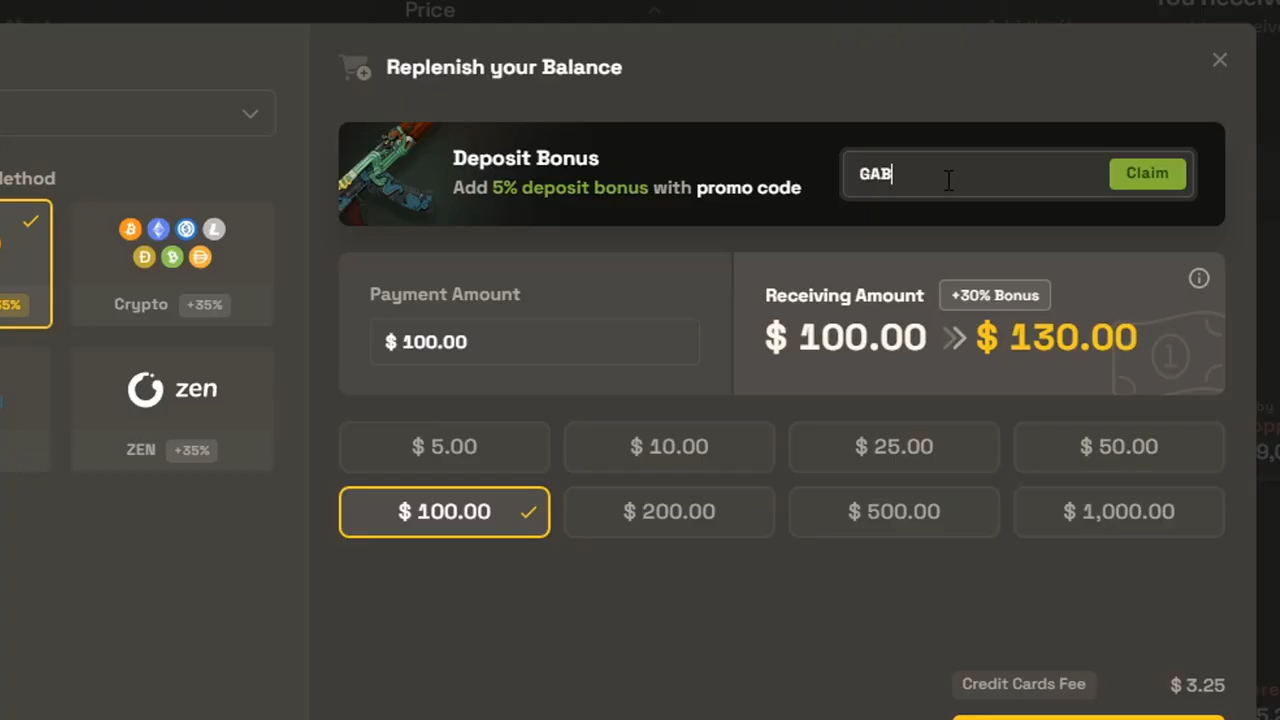 Price
Replenish your Balance
Deposit Bonus
Add 5% deposit bonus with promo code
GAB
Claim
ethod
35%
Crypto +35%
zen
ZEN +35%
Payment Amount
$ 100.00
Receiving Amount +30% Bonus
$ 100.00 >> $ 130.00
1
$ 5.00
$ 10.00
$ 25.00
$ 50.00
$ 100.00
$ 200.00
$ 500.00
$ 1,000.00
Credit Cards Fee
$ 3.25